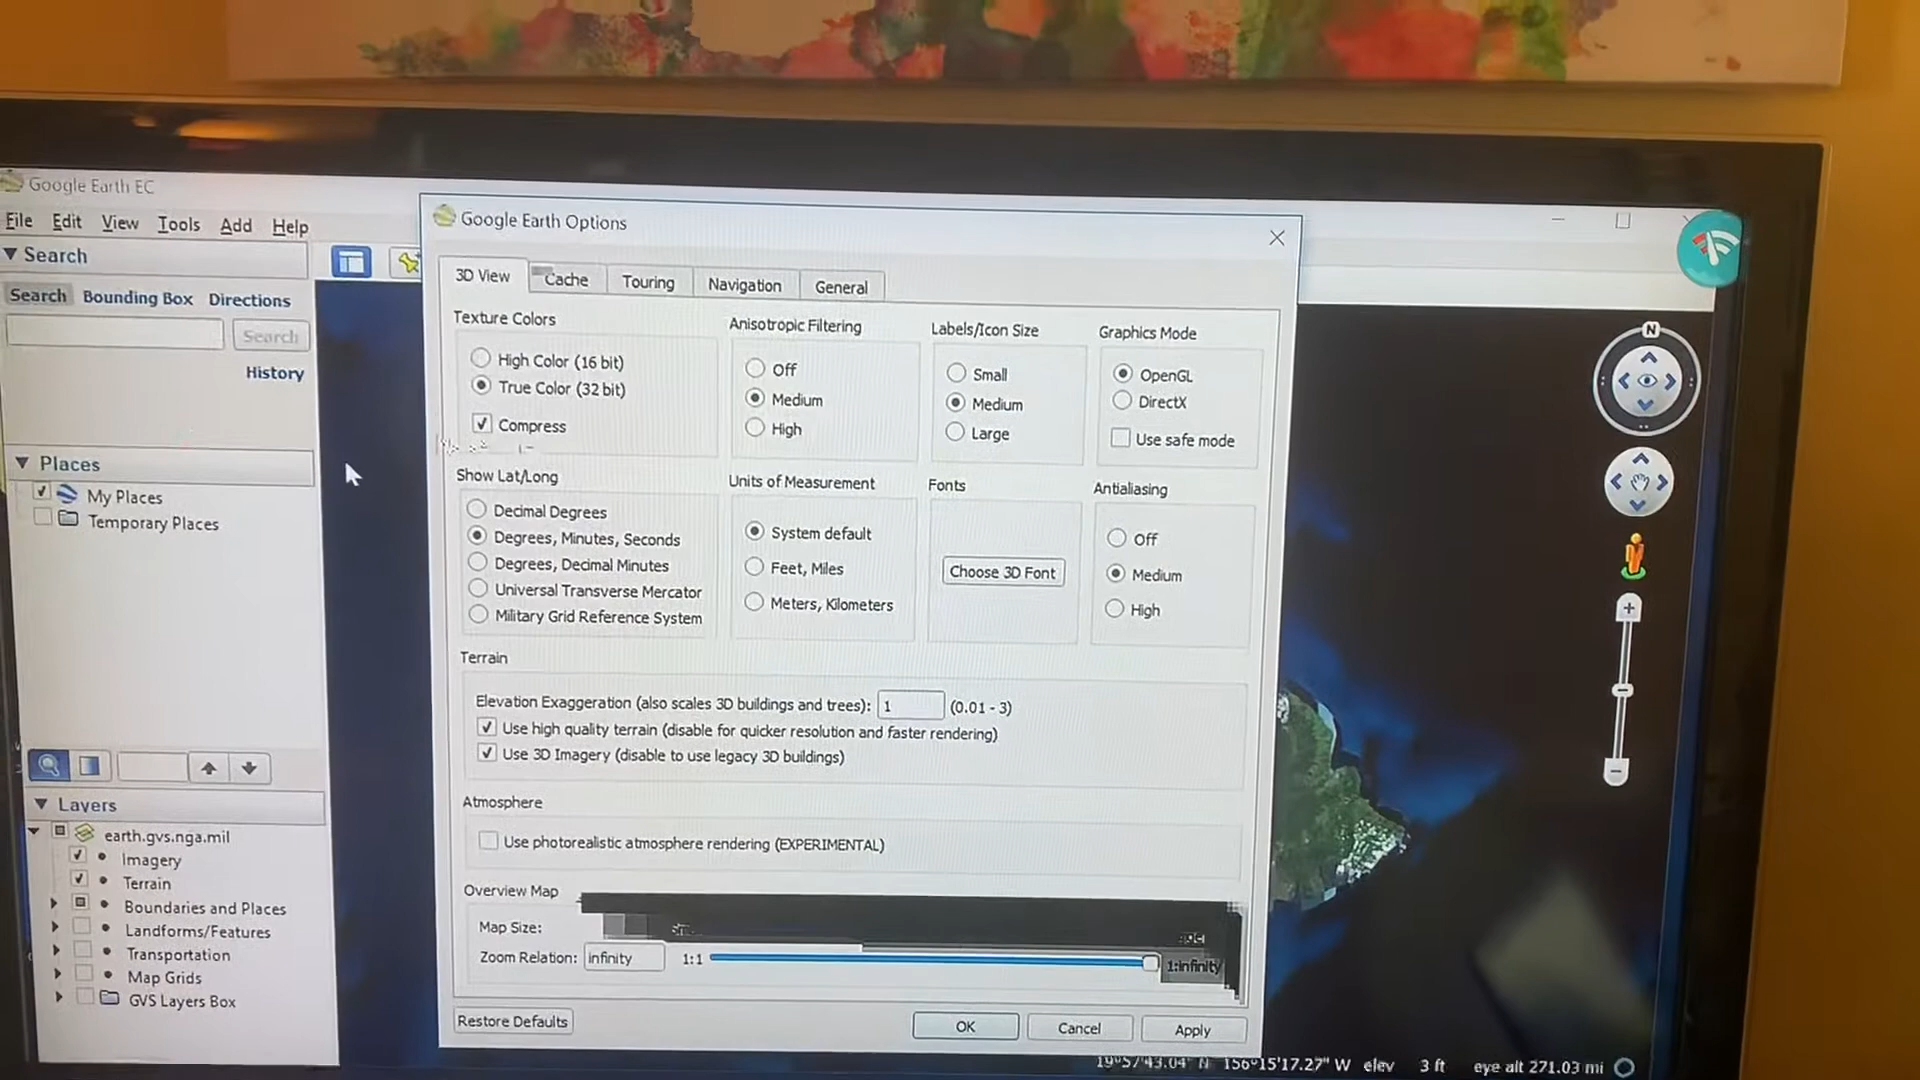 Google Earth EC
File Edit View Tools Add Help
Search
Search Bounding Box Directions
Search
History
Places
My Places
Temporary Places
Layers
earth.gvs.nga.mil
Imagery
Terrain
Boundaries and Places
Landforms/Features
Transportation
Map Grids
GVS Layers Box
Google Earth Options
3D View Cache Touring Navigation General
Texture Colors
High Color (16 bit)
True Color (32 bit)
Compress
Anisotropic Filtering
Off
Medium
High
Labels/Icon Size
Small
Medium
Large
Graphics Mode
OpenGL
DirectX
Use safe mode
Show Lat/Long
Decimal Degrees
Degrees, Minutes, Seconds
Degrees, Decimal Minutes
Universal Transverse Mercator
Military Grid Reference System
Units of Measurement
System default
Feet, Miles
Meters, Kilometers
Fonts
Choose 3D Font
Antialiasing
Off
Medium
High
Terrain
Elevation Exaggeration (also scales 3D buildings and trees): 1 (0.01 - 3)
Use high quality terrain (disable for quicker resolution and faster rendering)
Use 3D Imagery (disable to use legacy 3D buildings)
Atmosphere
Use photorealistic atmosphere rendering (EXPERIMENTAL)
Overview Map
Map Size:
Zoom Relation: infinity 1:1 1:infinity
Restore Defaults OK Cancel Apply
N
19°57'43.04" N 156°15'17.27" W elev 3 ft eye alt 271.03 mi